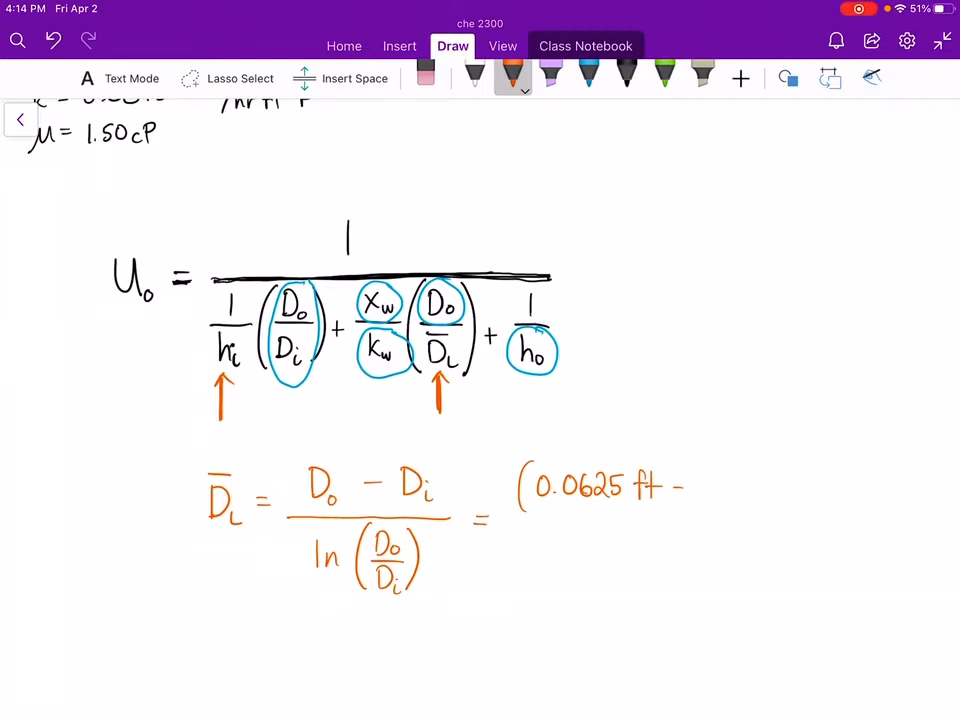 4:14 PM Fri Apr 2
51%
che 2300
Home Insert Draw View Class Notebook
A Text Mode Lasso Select Insert Space
μ = 1.50 cP
U₀ = 1 / ( 1/hᵢ (D₀/Dᵢ) + x_w/k_w (D₀/D̄_L) + 1/h₀ )
D̄_L = (D₀ − Dᵢ) / ln (D₀/Dᵢ) = (0.0625 ft −